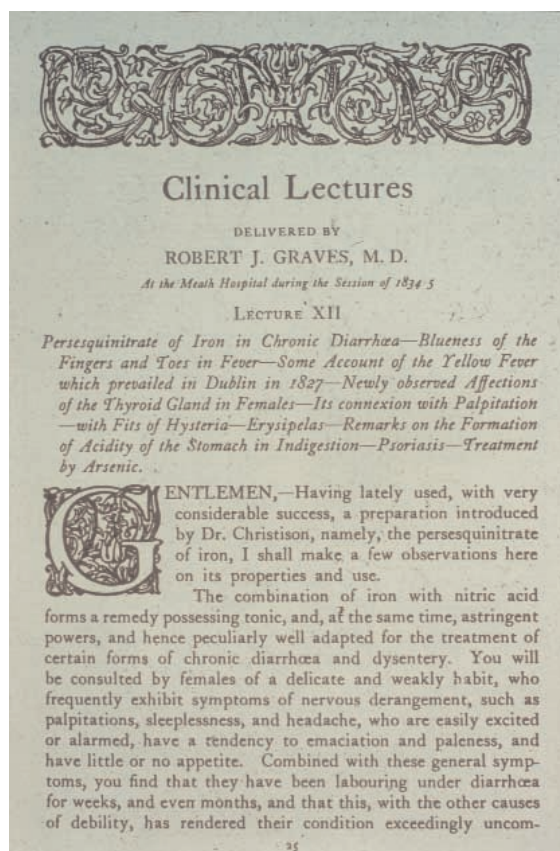 Clinical Lectures
DELIVERED BY
ROBERT J. GRAVES, M. D.
At the Meath Hospital during the Session of 1834 5
LECTURE XII
Persesquinitrate of Iron in Chronic Diarrhœa—Blueness of the
Fingers and Toes in Fever—Some Account of the Yellow Fever
which prevailed in Dublin in 1827—Newly observed Affections
of the Thyroid Gland in Females—Its connexion with Palpitation
—with Fits of Hysteria—Erysipelas—Remarks on the Formation
of Acidity of the Stomach in Indigestion—Psoriasis—Treatment
by Arsenic.
GENTLEMEN,—Having lately used, with very
considerable success, a preparation introduced
by Dr. Christison, namely, the persesquinitrate
of iron, I shall make a few observations here
on its properties and use.
The combination of iron with nitric acid
forms a remedy possessing tonic, and, at the same time, astringent
powers, and hence peculiarly well adapted for the treatment of
certain forms of chronic diarrhœa and dysentery. You will
be consulted by females of a delicate and weakly habit, who
frequently exhibit symptoms of nervous derangement, such as
palpitations, sleeplessness, and headache, who are easily excited
or alarmed, have a tendency to emaciation and paleness, and
have little or no appetite. Combined with these general symp-
toms, you find that they have been labouring under diarrhœa
for weeks, and even months, and that this, with the other causes
of debility, has rendered their condition exceedingly uncom-
25